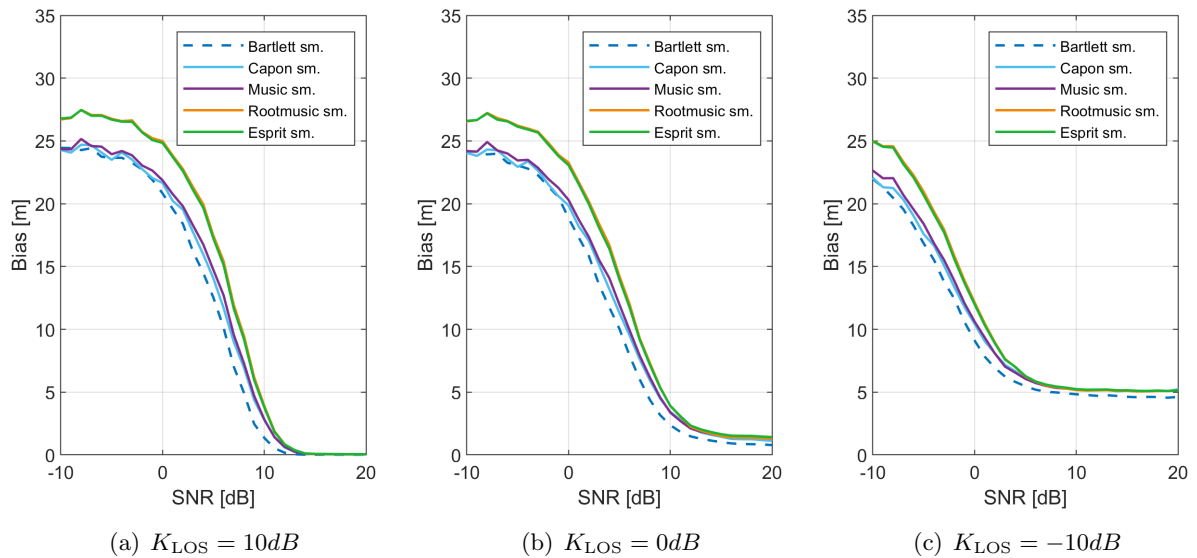 35
30
25
20
15
10
5
0
Bias [m]
-10 0 10 20
SNR [dB]
Bartlett sm.
Capon sm.
Music sm.
Rootmusic sm.
Esprit sm.
(a) K_LOS = 10dB
35
30
25
20
15
10
5
0
Bias [m]
-10 0 10 20
SNR [dB]
Bartlett sm.
Capon sm.
Music sm.
Rootmusic sm.
Esprit sm.
(b) K_LOS = 0dB
35
30
25
20
15
10
5
0
Bias [m]
-10 0 10 20
SNR [dB]
Bartlett sm.
Capon sm.
Music sm.
Rootmusic sm.
Esprit sm.
(c) K_LOS = −10dB